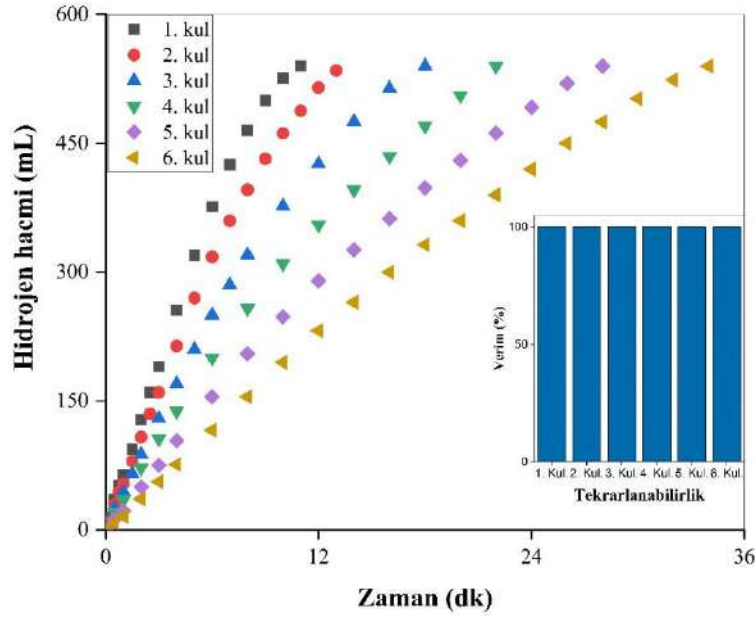 600
450
300
150
0
Hidrojen hacmi (mL)
1. kul
2. kul
3. kul
4. kul
5. kul
6. kul
0
12
24
36
Zaman (dk)
100
50
0
Verim (%)
1. Kul. 2. Kul. 3. Kul. 4. Kul. 5. Kul. 6. Kul.
Tekrarlanabilirlik